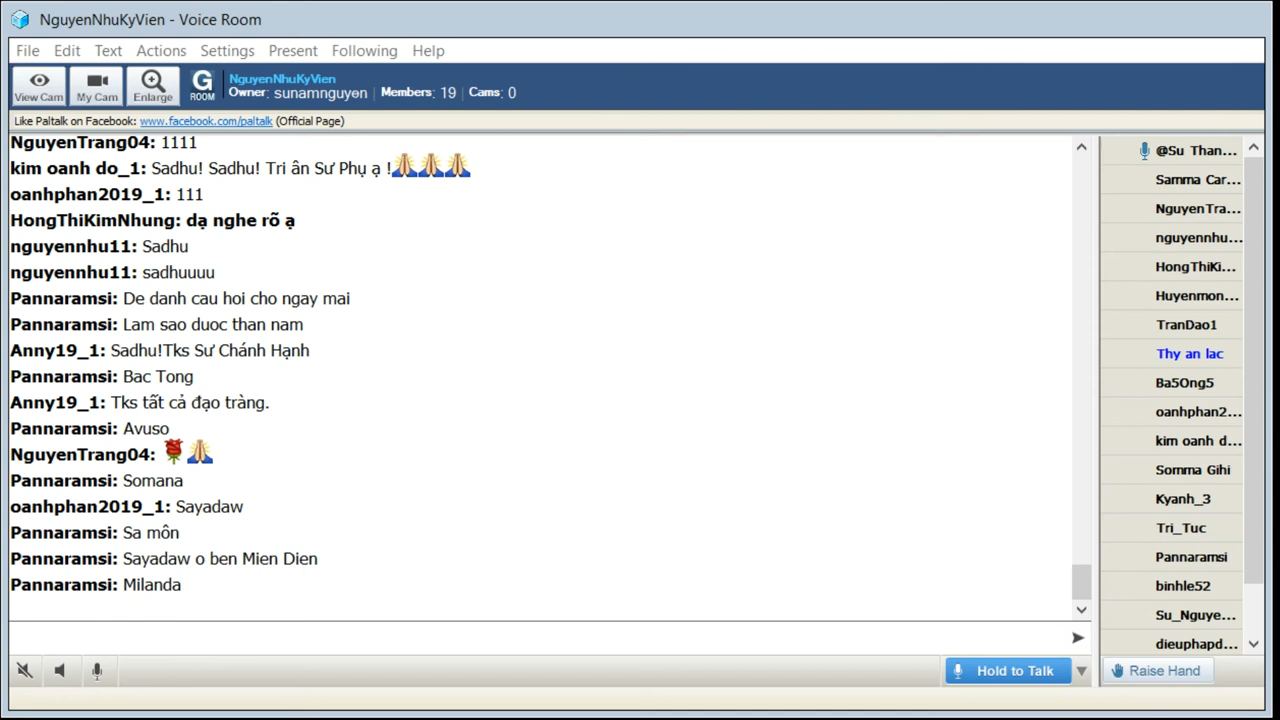 NguyenNhuKyVien - Voice Room
File Edit Text Actions Settings Present Following Help
View Cam My Cam Enlarge G ROOM
NguyenNhuKyVien
Owner: sunamnguyen | Members: 19 | Cams: 0
Like Paltalk on Facebook: www.facebook.com/paltalk (Official Page)
NguyenTrang04: 1111
kim oanh do_1: Sadhu! Sadhu! Tri ân Sư Phụ ạ !🙏🙏🙏
oanhphan2019_1: 111
HongThiKimNhung: dạ nghe rõ ạ
nguyennhu11: Sadhu
nguyennhu11: sadhuuuu
Pannaramsi: De danh cau hoi cho ngay mai
Pannaramsi: Lam sao duoc than nam
Anny19_1: Sadhu!Tks Sư Chánh Hạnh
Pannaramsi: Bac Tong
Anny19_1: Tks tất cả đạo tràng.
Pannaramsi: Avuso
NguyenTrang04: 🌹🙏
Pannaramsi: Somana
oanhphan2019_1: Sayadaw
Pannaramsi: Sa môn
Pannaramsi: Sayadaw o ben Mien Dien
Pannaramsi: Milanda
@Su Than...
Samma Car...
NguyenTra...
nguyennhu...
HongThiKi...
Huyenmon...
TranDao1
Thy an lac
Ba5Ong5
oanhphan2...
kim oanh d...
Somma Gihi
Kyanh_3
Tri_Tuc
Pannaramsi
binhle52
Su_Nguye...
dieuphapd...
Hold to Talk
Raise Hand